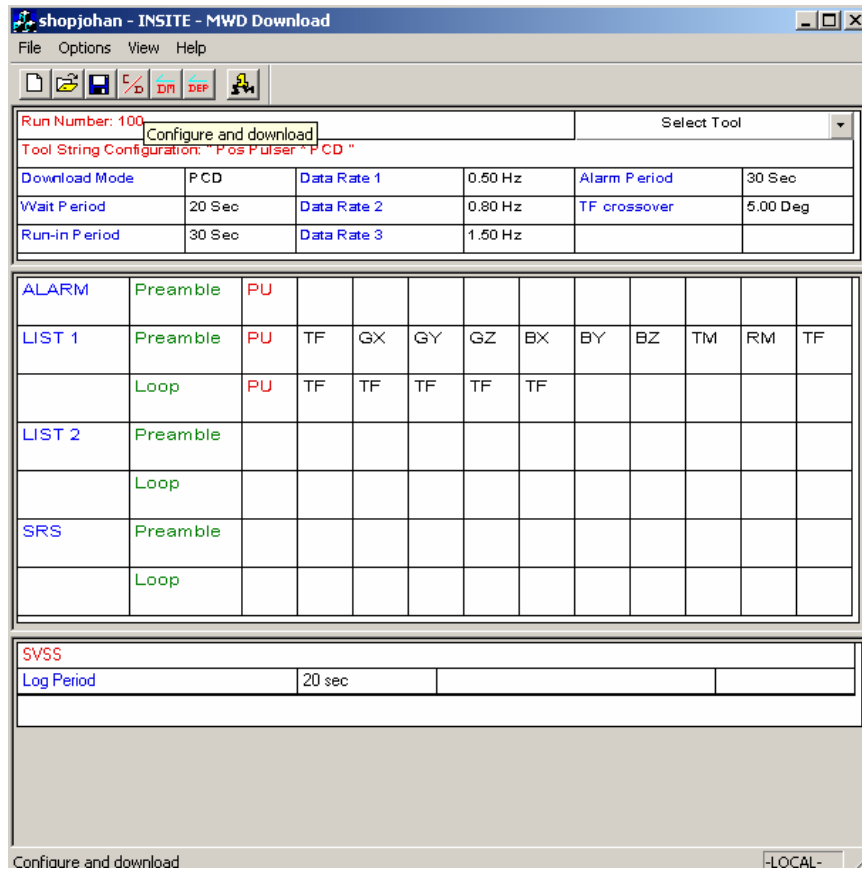 shopjohan - INSITE - MWD Download
File Options View Help
C/D DM DEP
Run Number: 100 Select Tool
Configure and download
Tool String Configuration: " Pos Pulser * PCD "
Download Mode PCD Data Rate 1 0.50 Hz Alarm Period 30 Sec
Wait Period 20 Sec Data Rate 2 0.80 Hz TF crossover 5.00 Deg
Run-in Period 30 Sec Data Rate 3 1.50 Hz
ALARM Preamble PU
LIST 1 Preamble PU TF GX GY GZ BX BY BZ TM RM TF
Loop PU TF TF TF TF TF
LIST 2 Preamble
Loop
SRS Preamble
Loop
SVSS
Log Period 20 sec
Configure and download -LOCAL-